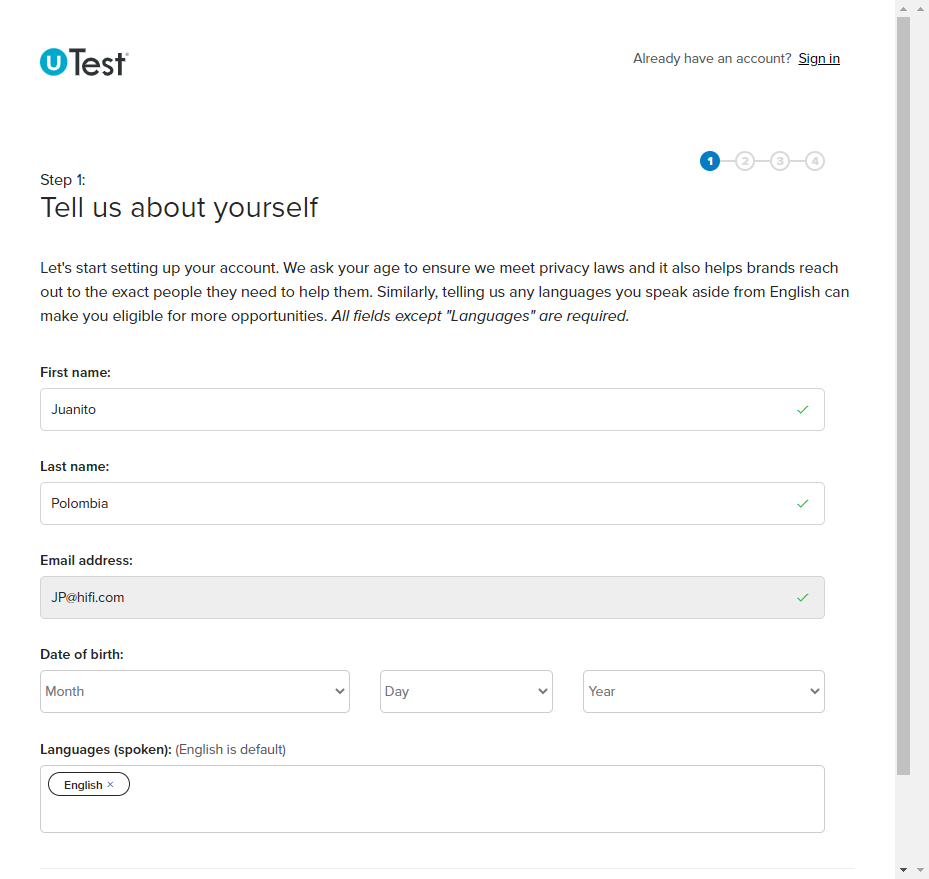 uTest
Already have an account? Sign in
1 2 3 4
Step 1:
Tell us about yourself
Let's start setting up your account. We ask your age to ensure we meet privacy laws and it also helps brands reach
out to the exact people they need to help them. Similarly, telling us any languages you speak aside from English can
make you eligible for more opportunities. All fields except "Languages" are required.
First name:
Juanito
Last name:
Polombia
Email address:
JP@hifi.com
Date of birth:
Month Day Year
Languages (spoken): (English is default)
English ×